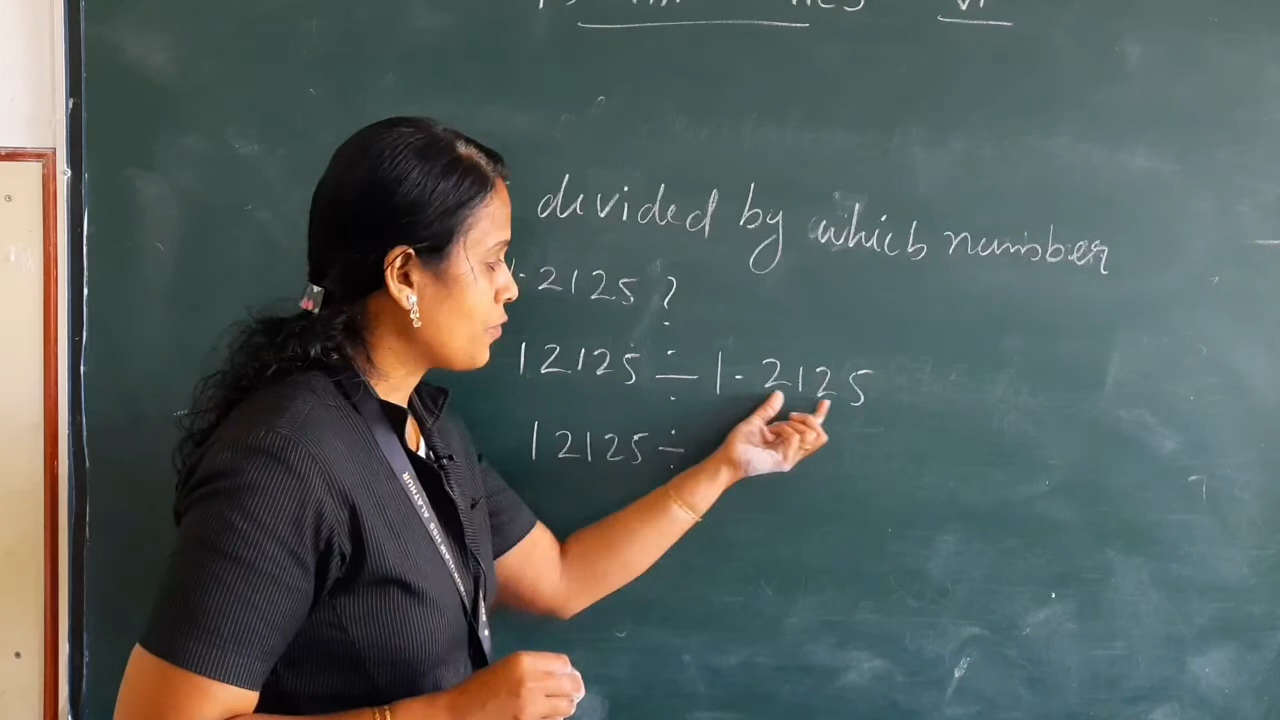 divided by which number
1.2125 ?
12125 ÷ 1.2125
12125 ÷